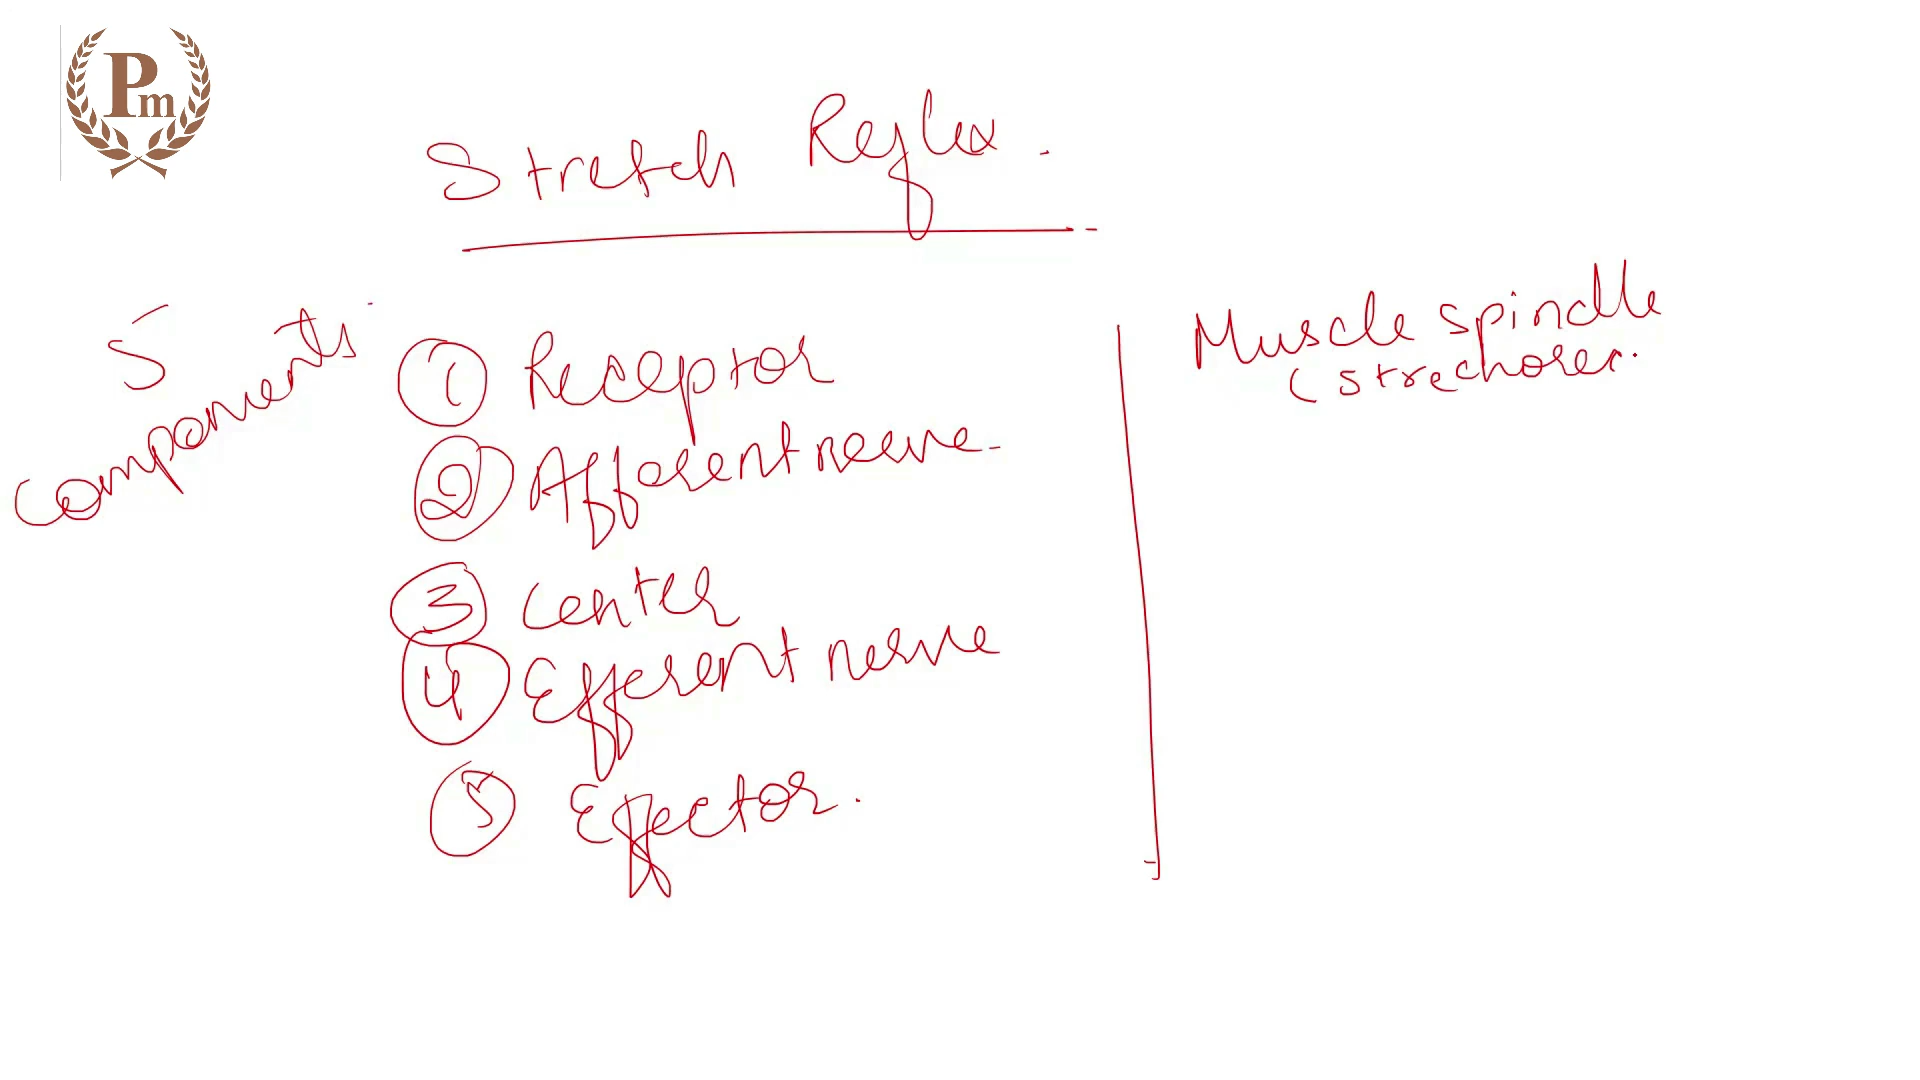 Pm
Stretch Reflex.
5
components
1 Receptor
2 Afferent nerve
3 Center
4 Efferent nerve
5 Effector.
Muscle spindle
(